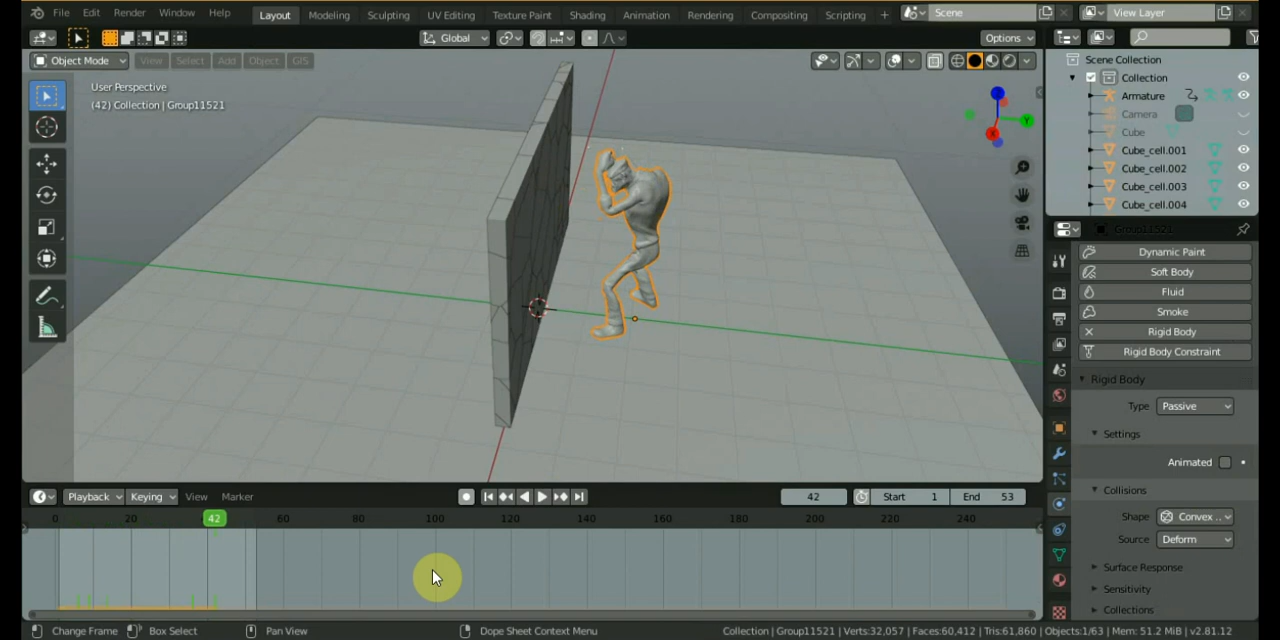 File Edit Render Window Help Layout Modeling Sculpting UV Editing Texture Paint Shading Animation Rendering Compositing Scripting + Scene View Layer
Global Options
Object Mode View Select Add Object GIS
User Perspective
(42) Collection | Group11521
Z
Y
X
Scene Collection
Collection
Armature
Camera
Cube
Cube_cell.001
Cube_cell.002
Cube_cell.003
Cube_cell.004
Group11521
Dynamic Paint
Soft Body
Fluid
Smoke
Rigid Body
Rigid Body Constraint
Rigid Body
Type Passive
Settings
Animated
Collisions
Shape Convex ..
Source Deform
Surface Response
Sensitivity
Collections
Playback Keying View Marker 42 Start 1 End 53
0 20 42 60 80 100 120 140 160 180 200 220 240
Change Frame Box Select Pan View Dope Sheet Context Menu Collection | Group11521 | Verts:32,057 | Faces:60,412 | Tris:61,860 | Objects:1/63 | Mem: 51.2 MiB | v2.81.12